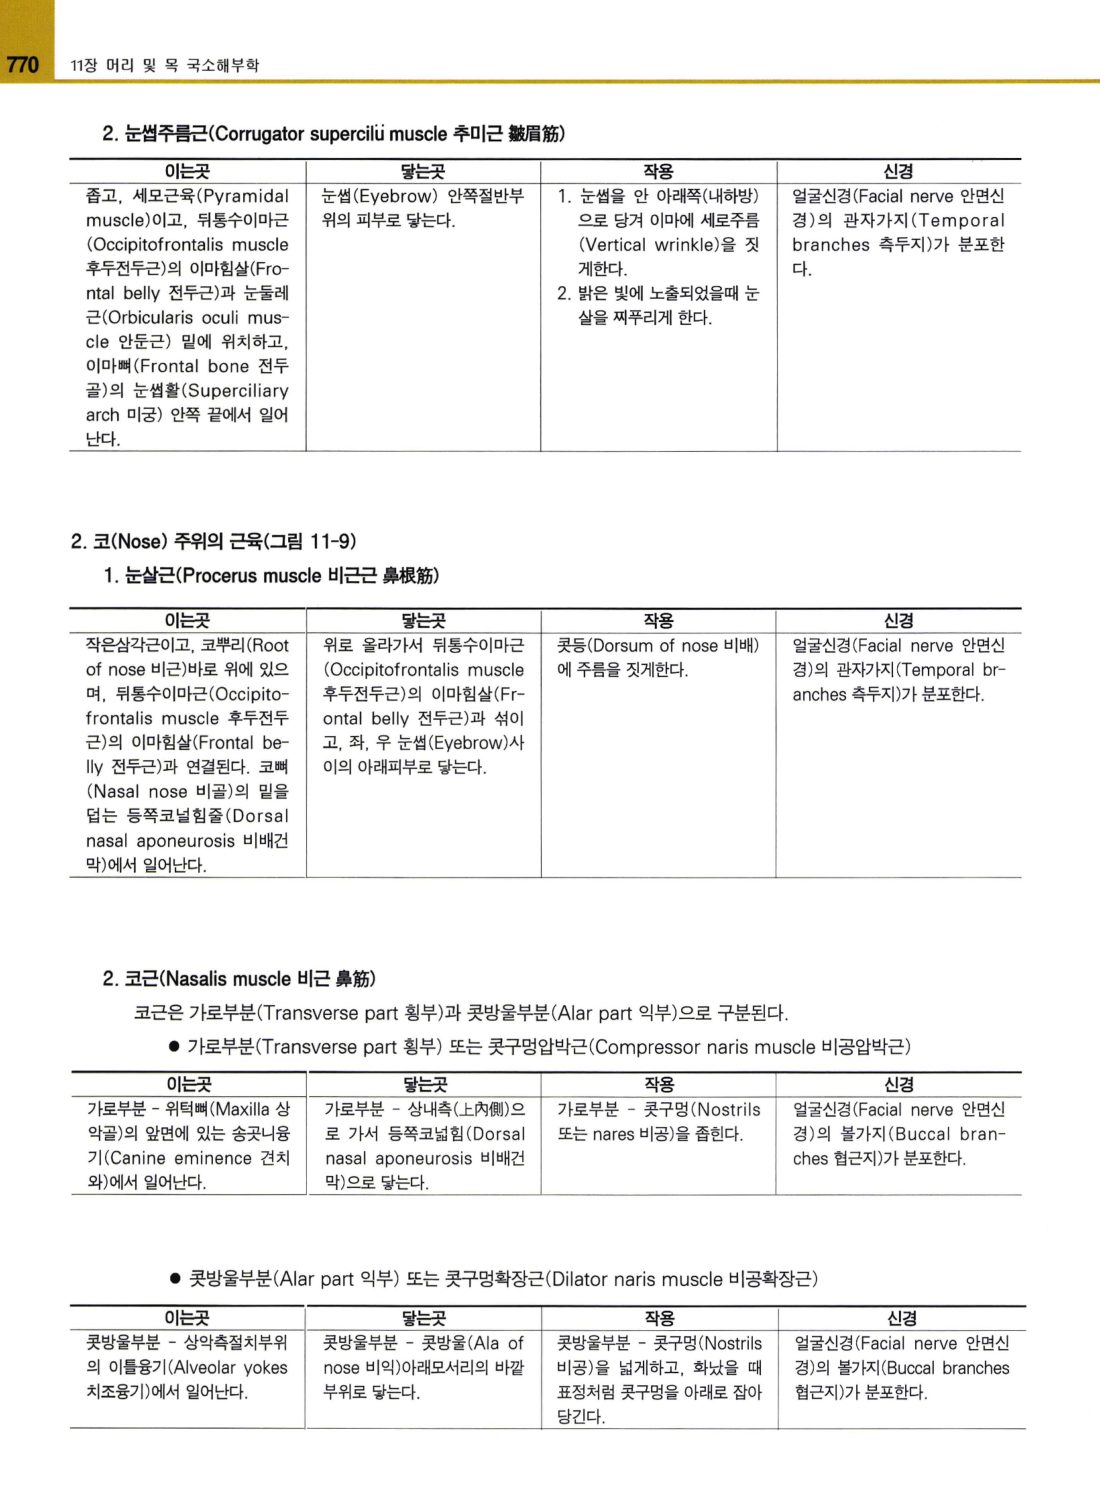 770 11장 머리 및 목 국소해부학
2. 눈썹주름근(Corrugator supercilü muscle 추미근 皺眉筋)
이는곳 닿는곳 작용 신경
좁고, 세모근육(Pyramidal
muscle)이고, 뒤통수이마근
(Occipitofrontalis muscle
후두전두근)의 이마힘살(Fro-
ntal belly 전두근)과 눈둘레
근(Orbicularis oculi mus-
cle 안둔근) 밑에 위치하고,
이마뼈(Frontal bone 전두
골)의 눈썹활(Superciliary
arch 미궁) 안쪽 끝에서 일어
난다.
눈썹(Eyebrow) 안쪽절반부
위의 피부로 닿는다.
1. 눈썹을 안 아래쪽(내하방)
으로 당겨 이마에 세로주름
(Vertical wrinkle)을 짓
게한다.
2. 밝은 빛에 노출되었을때 눈
살을 찌푸리게 한다.
얼굴신경(Facial nerve 안면신
경)의 관자가지(Temporal
branches 측두지)가 분포한
다.
2. 코(Nose) 주위의 근육(그림 11-9)
1. 눈살근(Procerus muscle 비근근 鼻根筋)
이는곳 닿는곳 작용 신경
작은삼각근이고, 코뿌리(Root
of nose 비근)바로 위에 있으
며, 뒤통수이마근(Occipito-
frontalis muscle 후두전두
근)의 이마힘살(Frontal be-
lly 전두근)과 연결된다. 코뼈
(Nasal nose 비골)의 밑을
덥는 등쪽코널힘줄(Dorsal
nasal aponeurosis 비배건
막)에서 일어난다.
위로 올라가서 뒤통수이마근
(Occipitofrontalis muscle
후두전두근)의 이마힘살(Fr-
ontal belly 전두근)과 섞이
고, 좌, 우 눈썹(Eyebrow)사
이의 아래피부로 닿는다.
콧등(Dorsum of nose 비배)
에 주름을 짓게한다.
얼굴신경(Facial nerve 안면신
경)의 관자가지(Temporal br-
anches 측두지)가 분포한다.
2. 코근(Nasalis muscle 비근 鼻筋)
코근은 가로부분(Transverse part 횡부)과 콧방울부분(Alar part 익부)으로 구분된다.
● 가로부분(Transverse part 횡부) 또는 콧구멍압박근(Compressor naris muscle 비공압박근)
이는곳 닿는곳 작용 신경
가로부분 - 위턱뼈(Maxilla 상
악골)의 앞면에 있는 송곳니융
기(Canine eminence 견치
와)에서 일어난다.
가로부분 - 상내측(上內側)으
로 가서 등쪽코넓힘(Dorsal
nasal aponeurosis 비배건
막)으로 닿는다.
가로부분 - 콧구멍(Nostrils
또는 nares 비공)을 좁힌다.
얼굴신경(Facial nerve 안면신
경)의 볼가지(Buccal bran-
ches 협근지)가 분포한다.
● 콧방울부분(Alar part 익부) 또는 콧구멍확장근(Dilator naris muscle 비공확장근)
이는곳 닿는곳 작용 신경
콧방울부분 - 상악측절치부위
의 이틀융기(Alveolar yokes
치조융기)에서 일어난다.
콧방울부분 - 콧방울(Ala of
nose 비익)아래모서리의 바깥
부위로 닿는다.
콧방울부분 - 콧구멍(Nostrils
비공)을 넓게하고, 화났을 때
표정처럼 콧구멍을 아래로 잡아
당긴다.
얼굴신경(Facial nerve 안면신
경)의 볼가지(Buccal branches
협근지)가 분포한다.